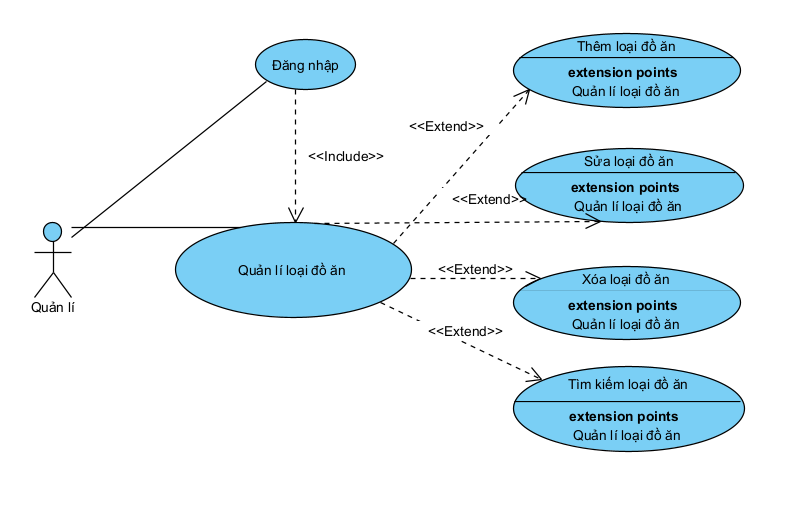 Thêm loại đồ ăn
extension points
Quản lí loại đồ ăn
Đăng nhập
<<Extend>>
<<Include>>
Sửa loại đồ ăn
extension points
Quản lí loại đồ ăn
<<Extend>>
Quản lí loại đồ ăn
<<Extend>>
Xóa loại đồ ăn
extension points
Quản lí loại đồ ăn
Quản lí
<<Extend>>
Tìm kiếm loại đồ ăn
extension points
Quản lí loại đồ ăn